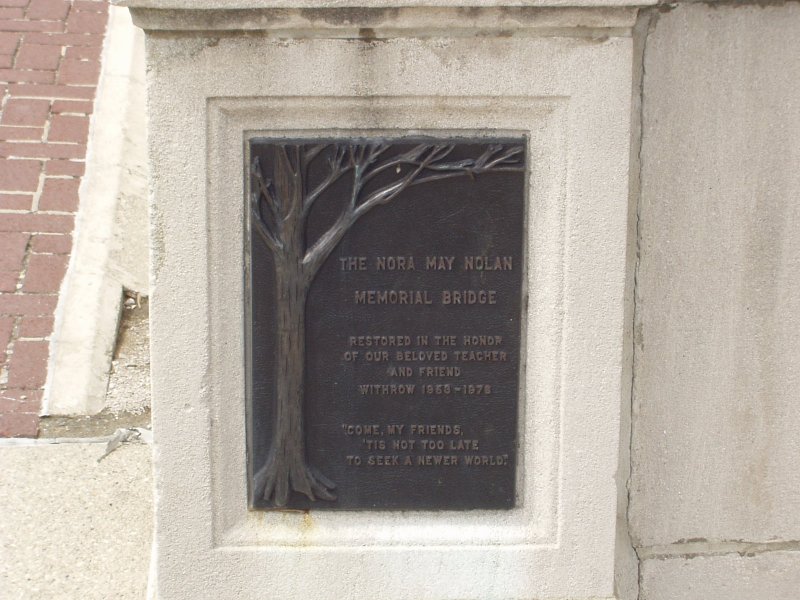 THE NORA MAY NOLAN
MEMORIAL BRIDGE
RESTORED IN THE HONOR
OF OUR BELOVED TEACHER
AND FRIEND
WITHROW 1958-1978
"COME, MY FRIENDS,
'TIS NOT TOO LATE
TO SEEK A NEWER WORLD."